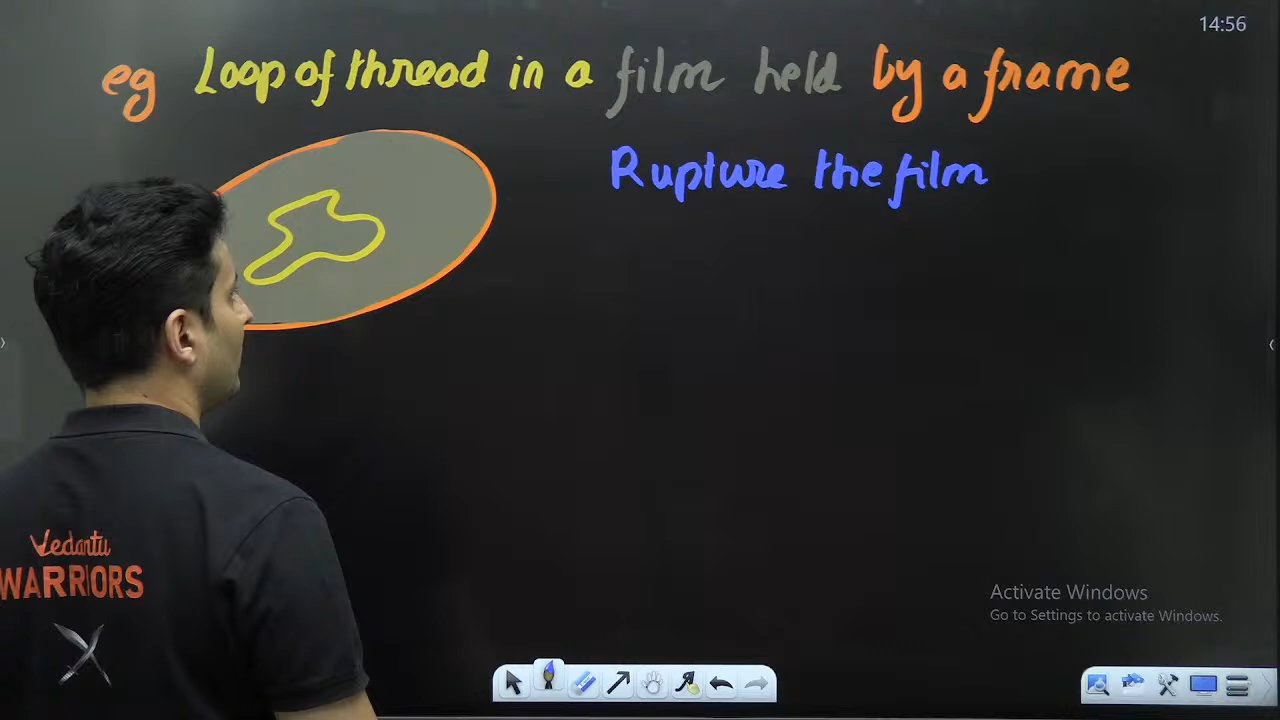 14:56
eg Loop of thread in a film held by a frame
Rupture the film
Vedantu
WARRIORS
Activate Windows
Go to Settings to activate Windows.